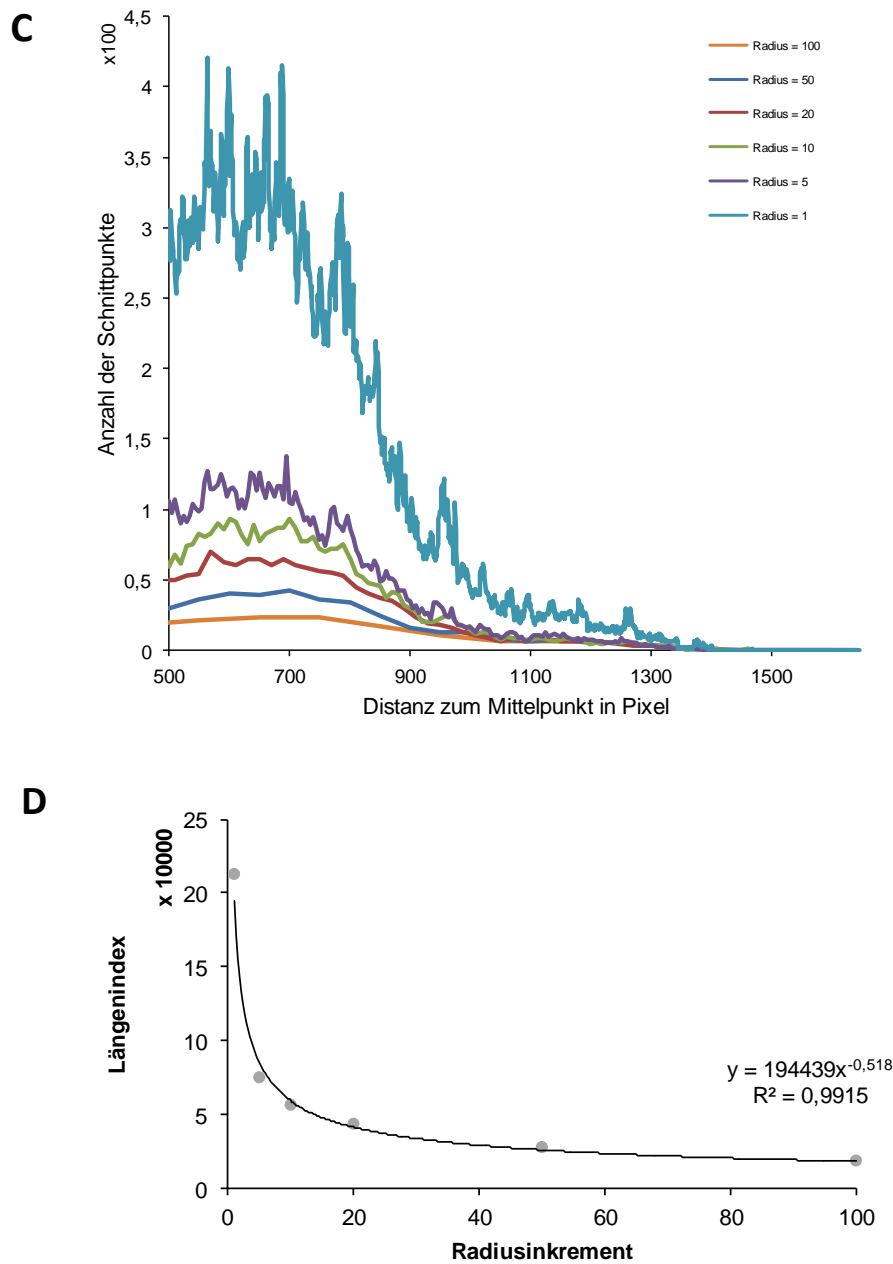 C
x100
4,5
4
3,5
3
2,5
2
1,5
1
0,5
0
Anzahl der Schnittpunkte
Radius = 100
Radius = 50
Radius = 20
Radius = 10
Radius = 5
Radius = 1
500 700 900 1100 1300 1500
Distanz zum Mittelpunkt in Pixel
D
x 10000
25
20
15
10
5
0
Längenindex
y = 194439x^-0,518
R² = 0,9915
0 20 40 60 80 100
Radiusinkrement